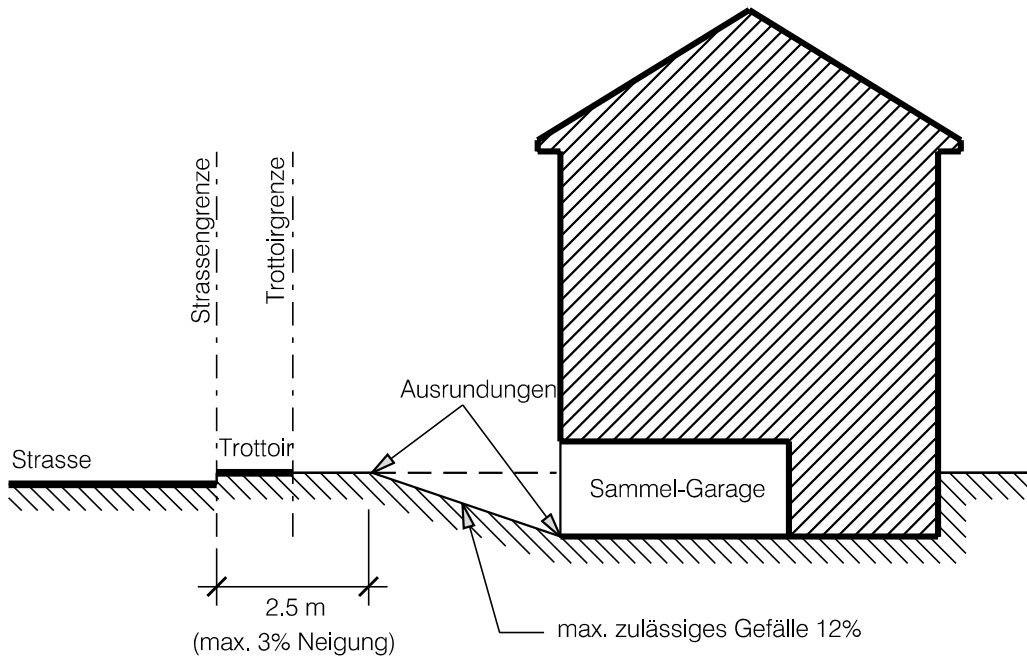 Strassengrenze
Trottoirgrenze
Ausrundungen
Strasse
Trottoir
Sammel-Garage
2.5 m
(max. 3% Neigung)
max. zulässiges Gefälle 12%